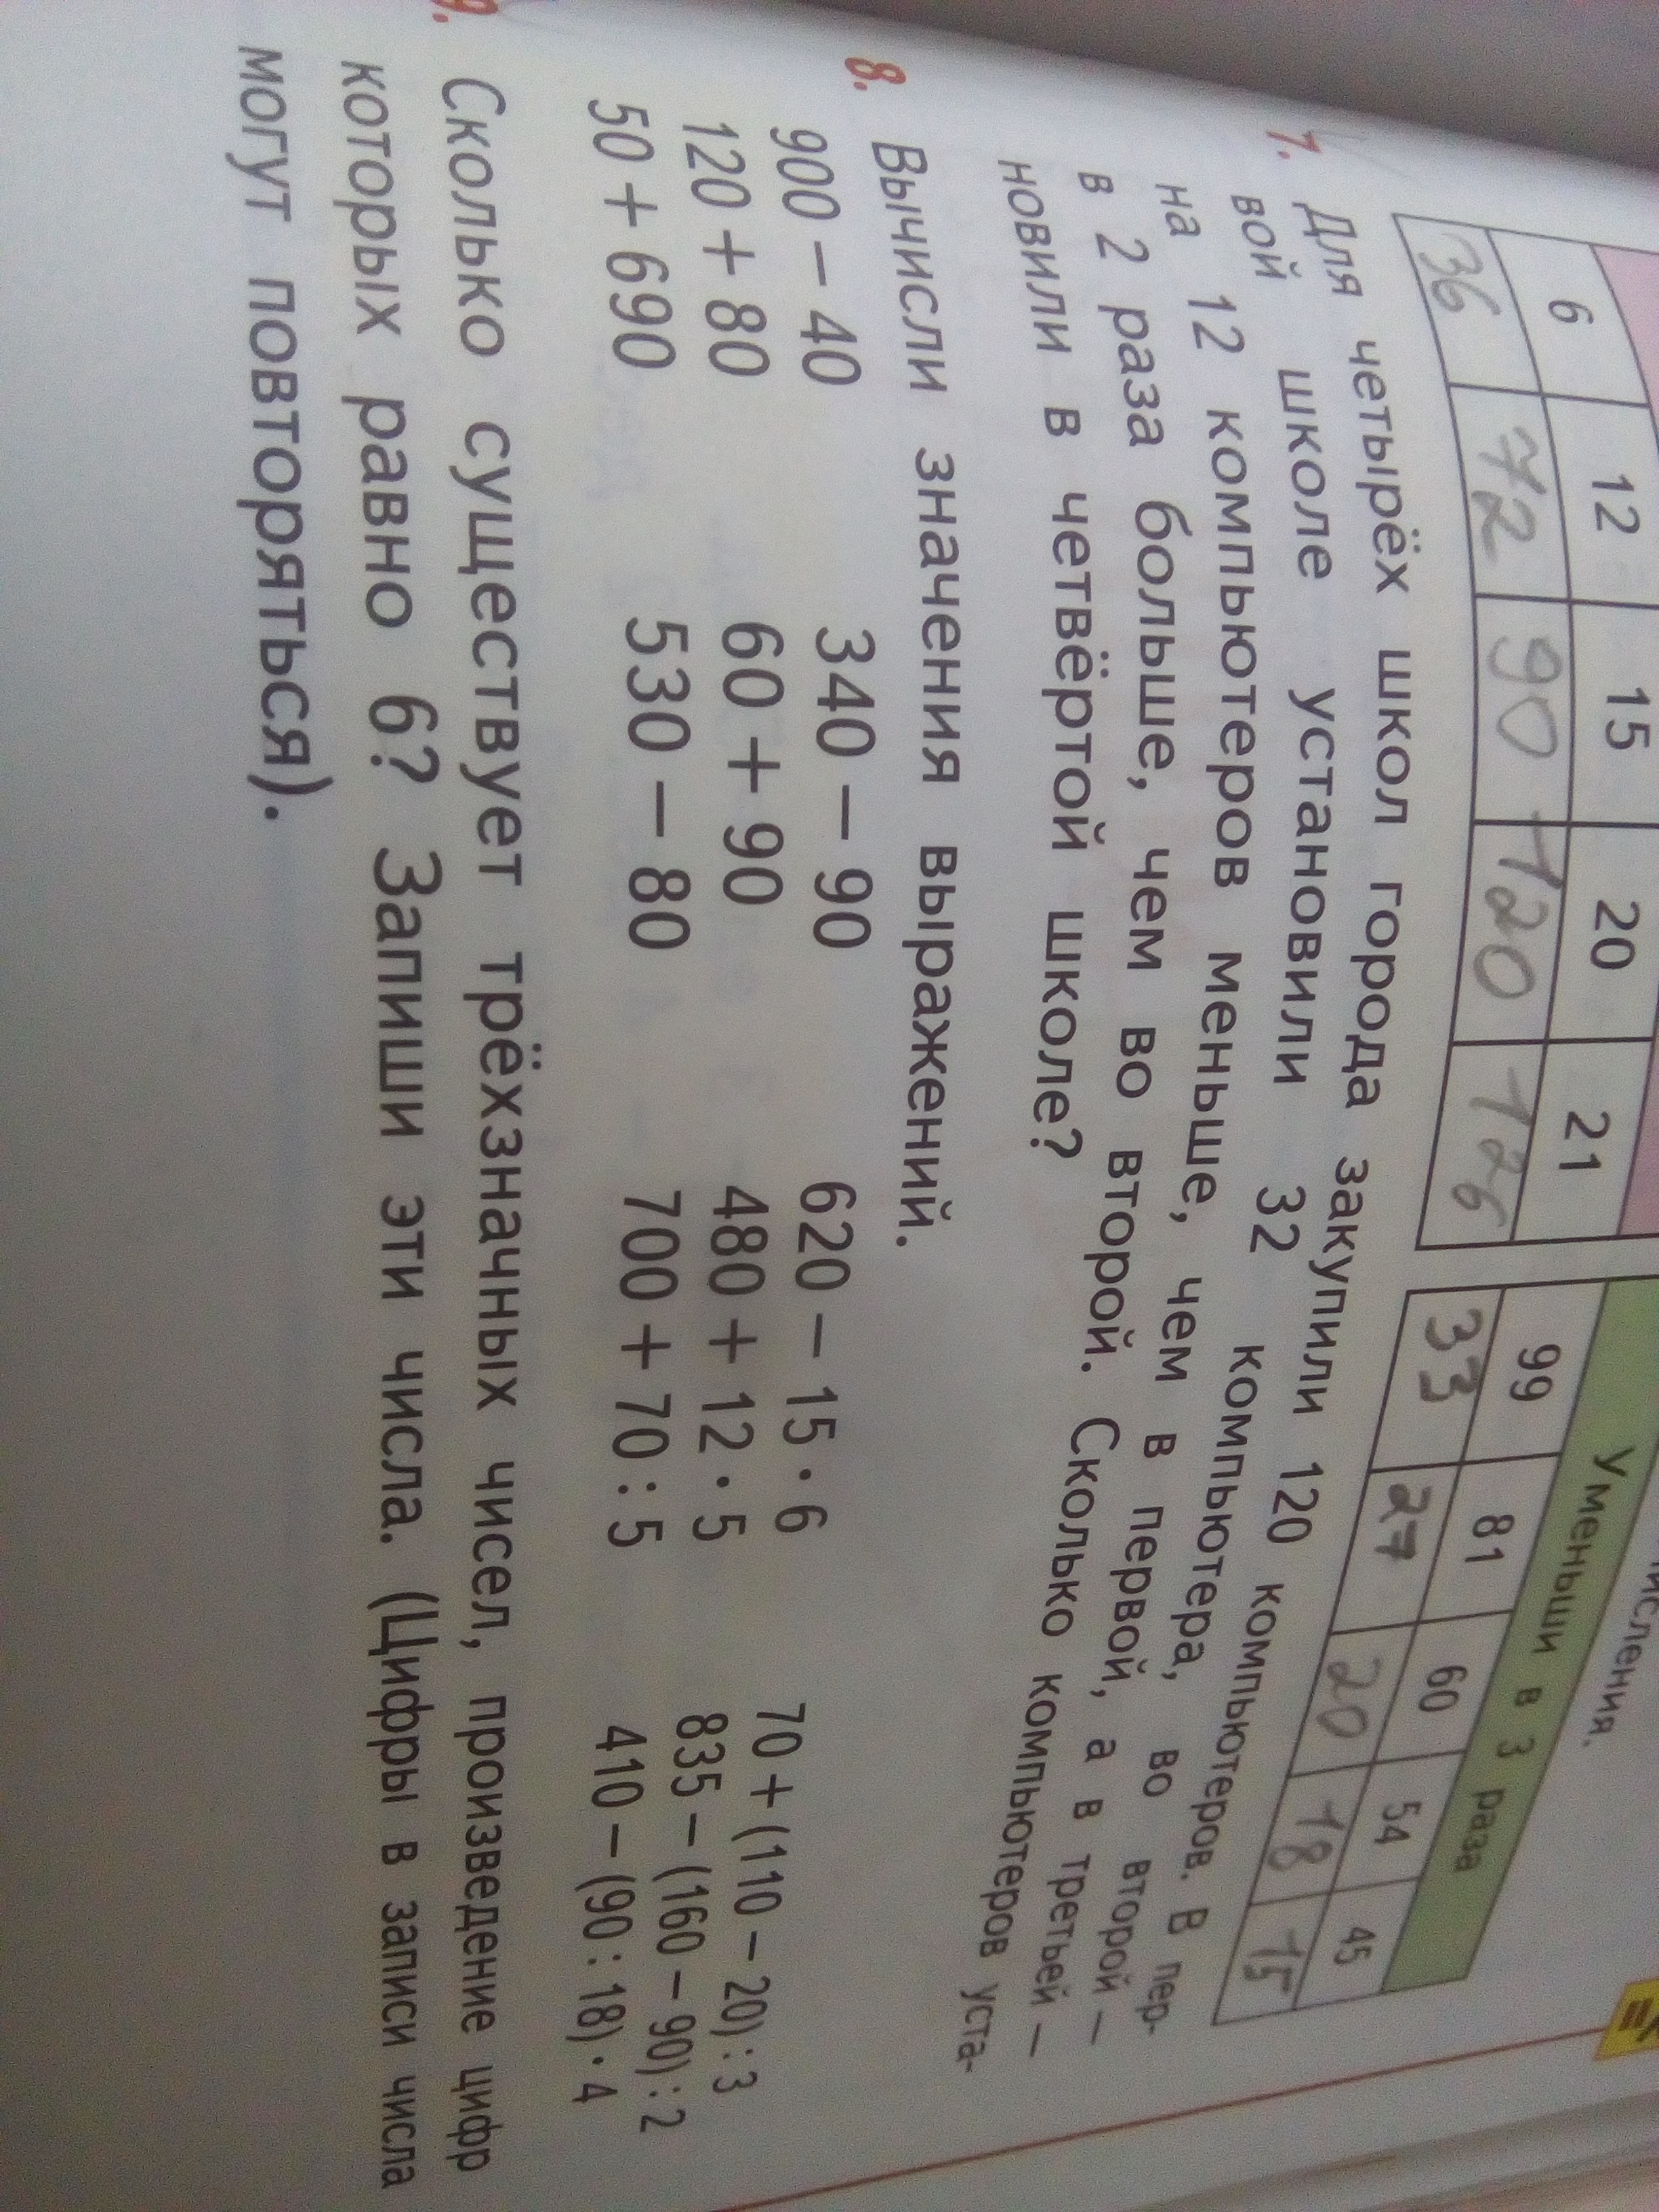 числения.
Уменьши в 3 раза
6 12 15 20 21
36 72 90 120 126
99 81 60 54 45
33 27 20 18 15
7. Для четырёх школ города закупили 120 компьютеров. В пер-
вой школе установили 32 компьютера, во второй –
на 12 компьютеров меньше, чем в первой, а в третьей –
в 2 раза больше, чем во второй. Сколько компьютеров уста-
новили в четвёртой школе?
8. Вычисли значения выражений.
900 – 40 340 – 90 620 – 15 · 6 70 + (110 – 20) : 3
120 + 80 60 + 90 480 + 12 · 5 835 – (160 – 90) : 2
50 + 690 530 – 80 700 + 70 : 5 410 – (90 : 18) · 4
9. Сколько существует трёхзначных чисел, произведение цифр
которых равно 6? Запиши эти числа. (Цифры в записи числа
могут повторяться).